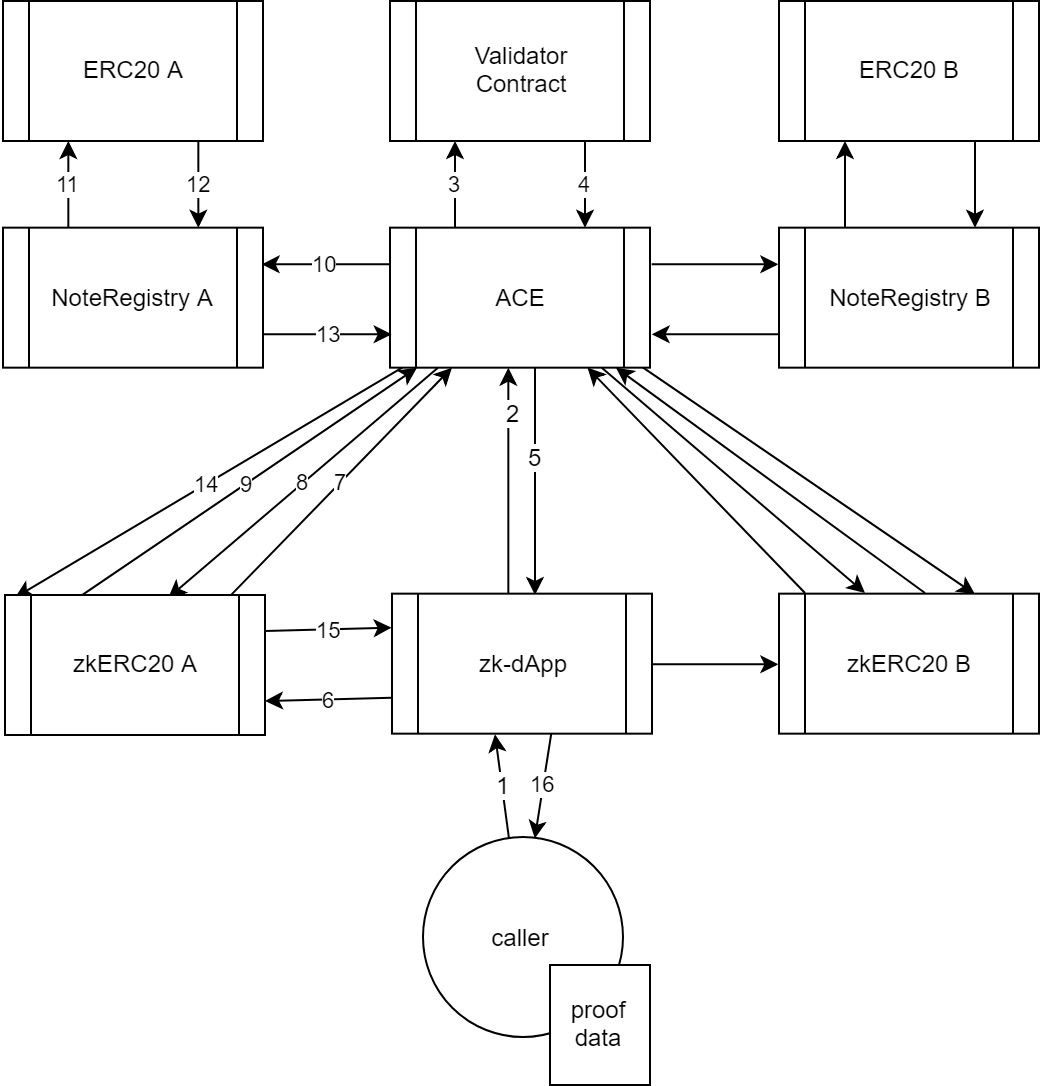 ERC20 A
Validator
Contract
ERC20 B
11
12
3
4
NoteRegistry A
10
13
ACE
NoteRegistry B
2
5
14
9
8
7
zkERC20 A
15
6
zk-dApp
zkERC20 B
1
16
caller
proof
data